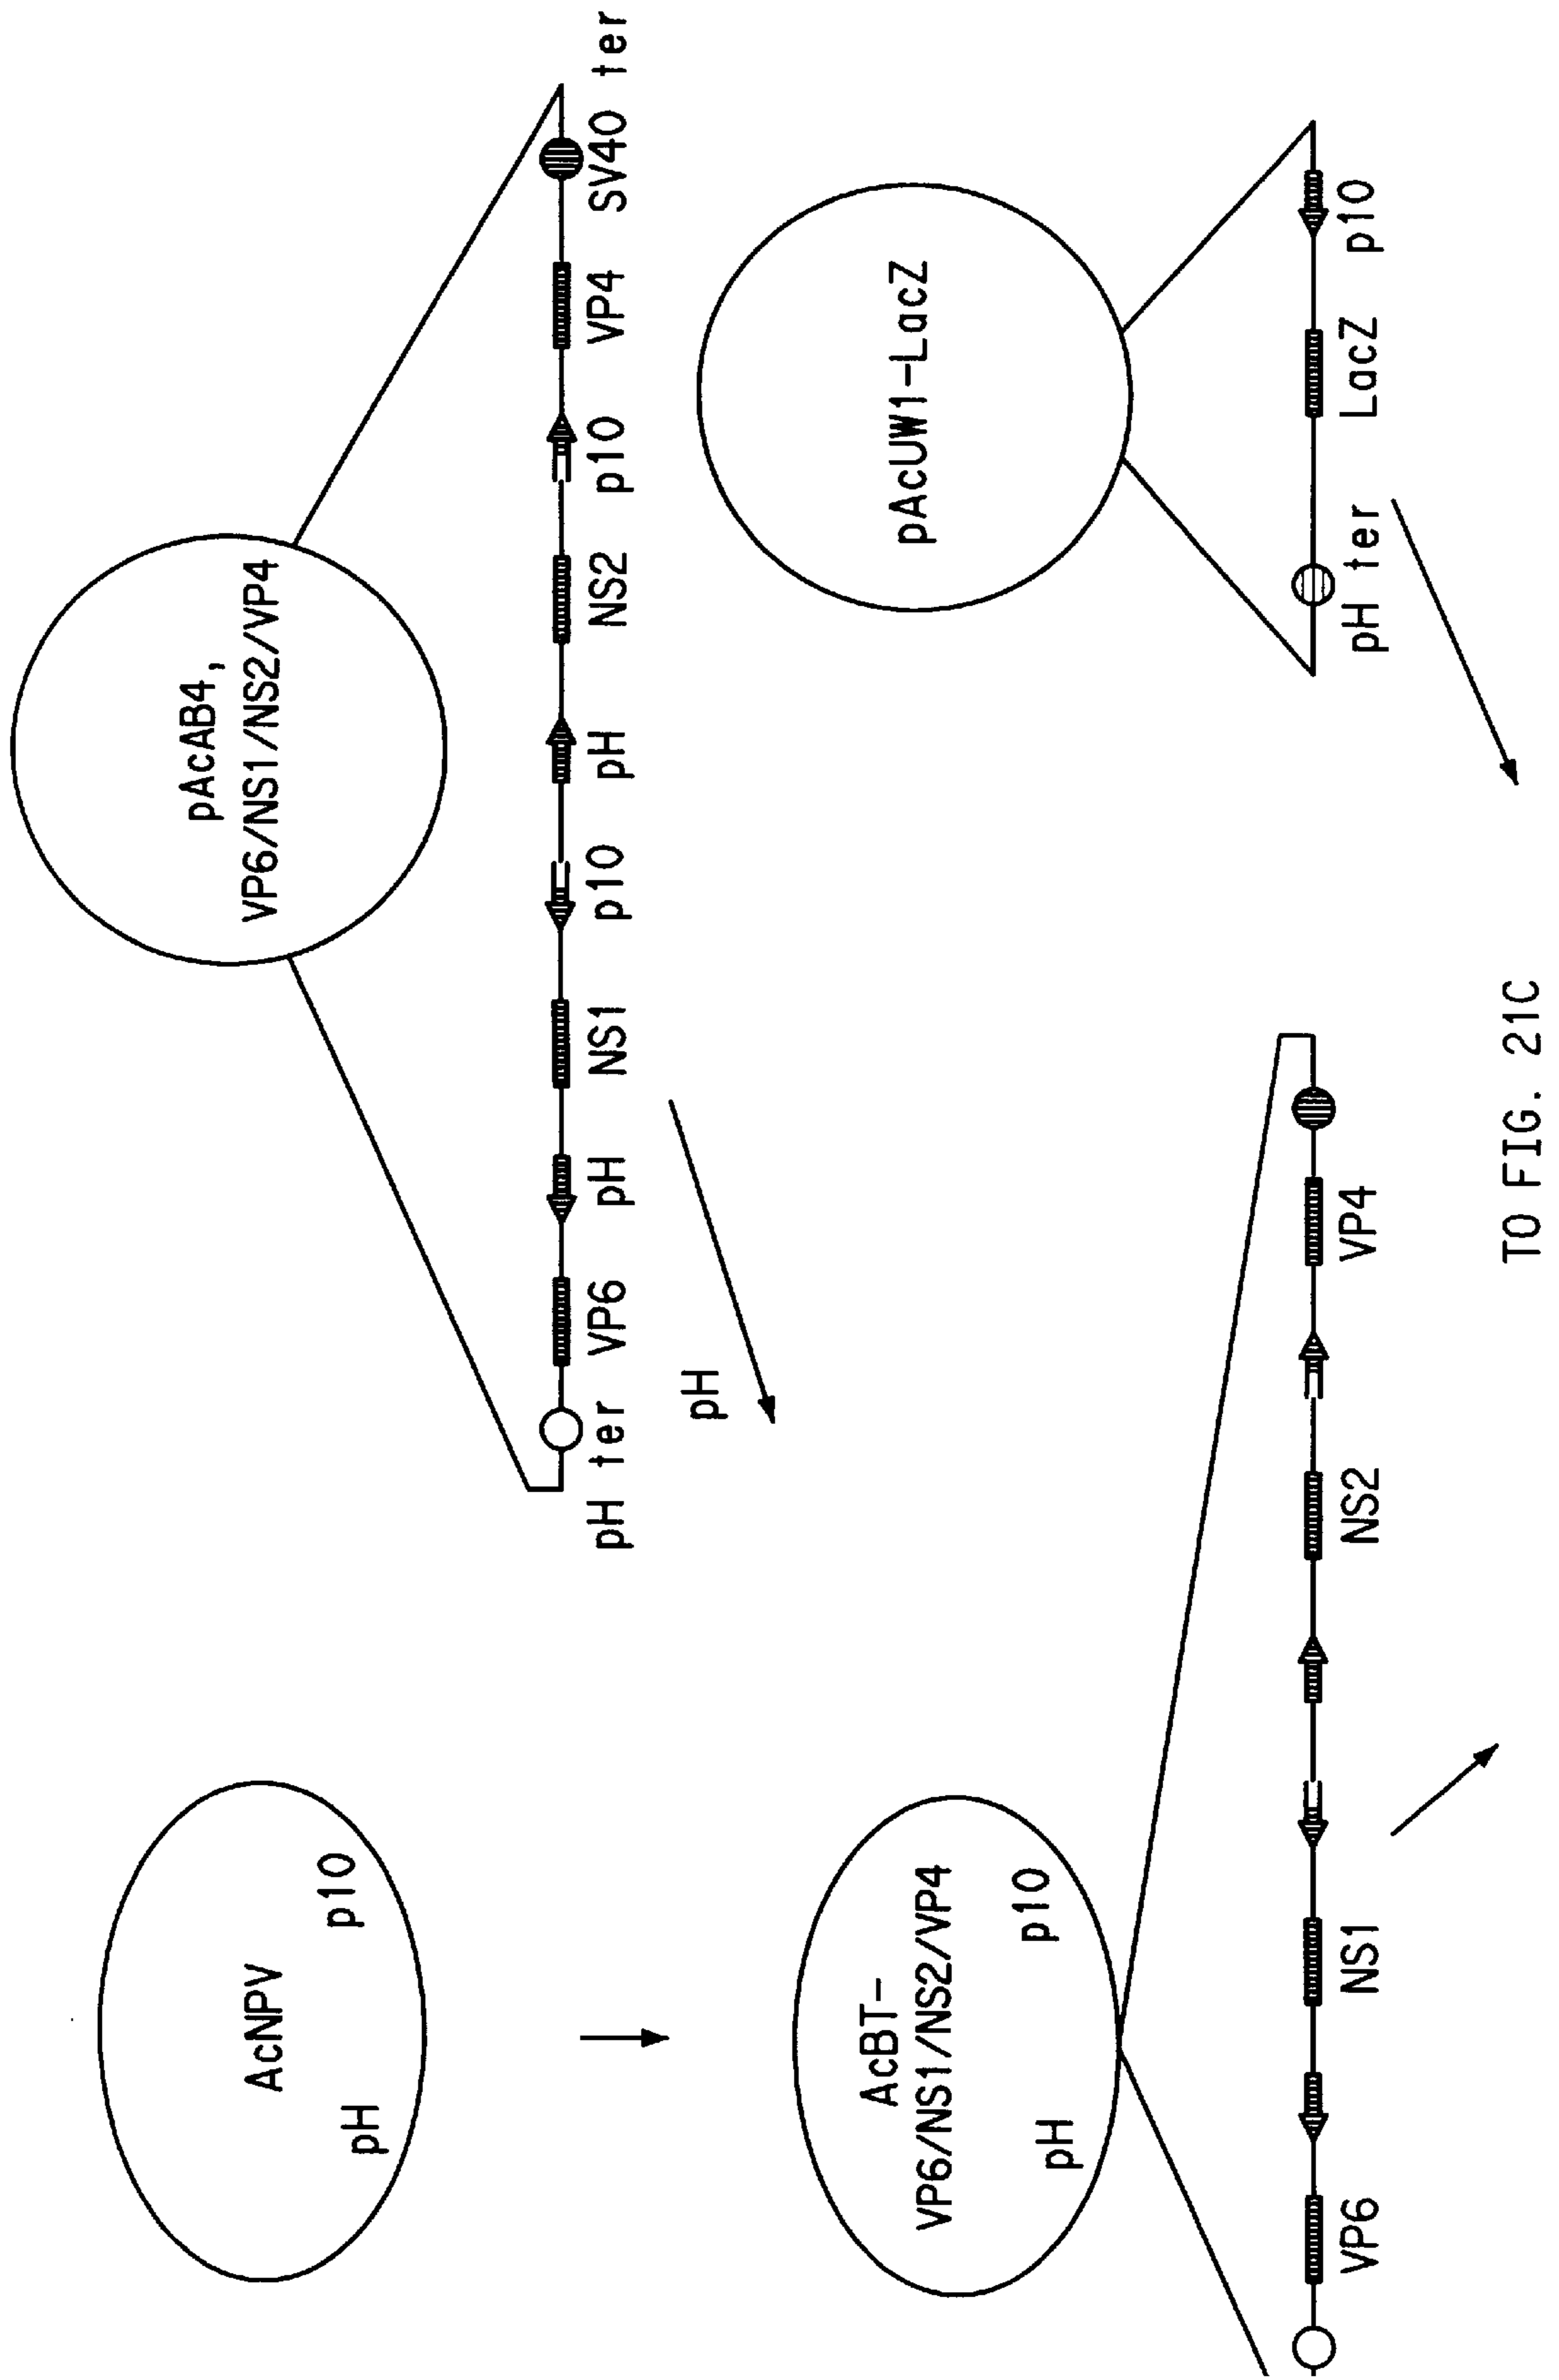 AcNPV
pH
p10
pAcAB4,
VP6/NS1/NS2/VP4
pH ter
VP6
pH
NS1
p10
pH
NS2
p10
VP4
SV40 ter
pH
AcBT-
VP6/NS1/NS2/VP4
pH
p10
pAcUW1-LacZ
VP6
NS1
NS2
VP4
pH ter
LacZ
p10
TO FIG. 21C